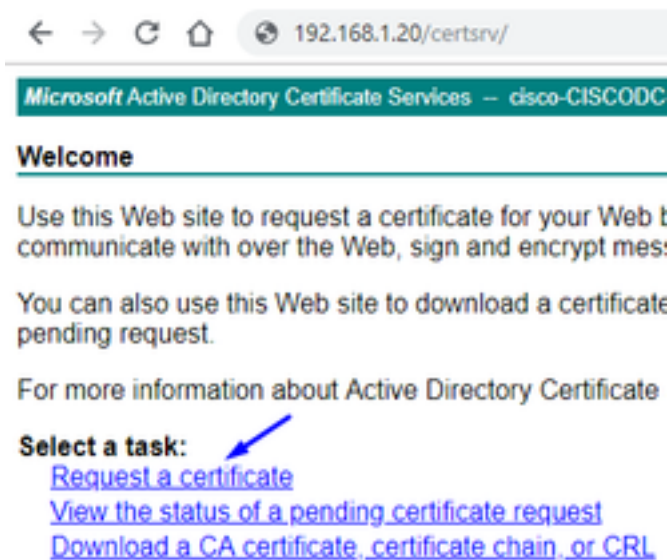 192.168.1.20/certsrv/
Microsoft Active Directory Certificate Services -- cisco-CISCODC-
Welcome
Use this Web site to request a certificate for your Web b
communicate with over the Web, sign and encrypt mess
You can also use this Web site to download a certificate
pending request.
For more information about Active Directory Certificate
Select a task:
Request a certificate
View the status of a pending certificate request
Download a CA certificate, certificate chain, or CRL